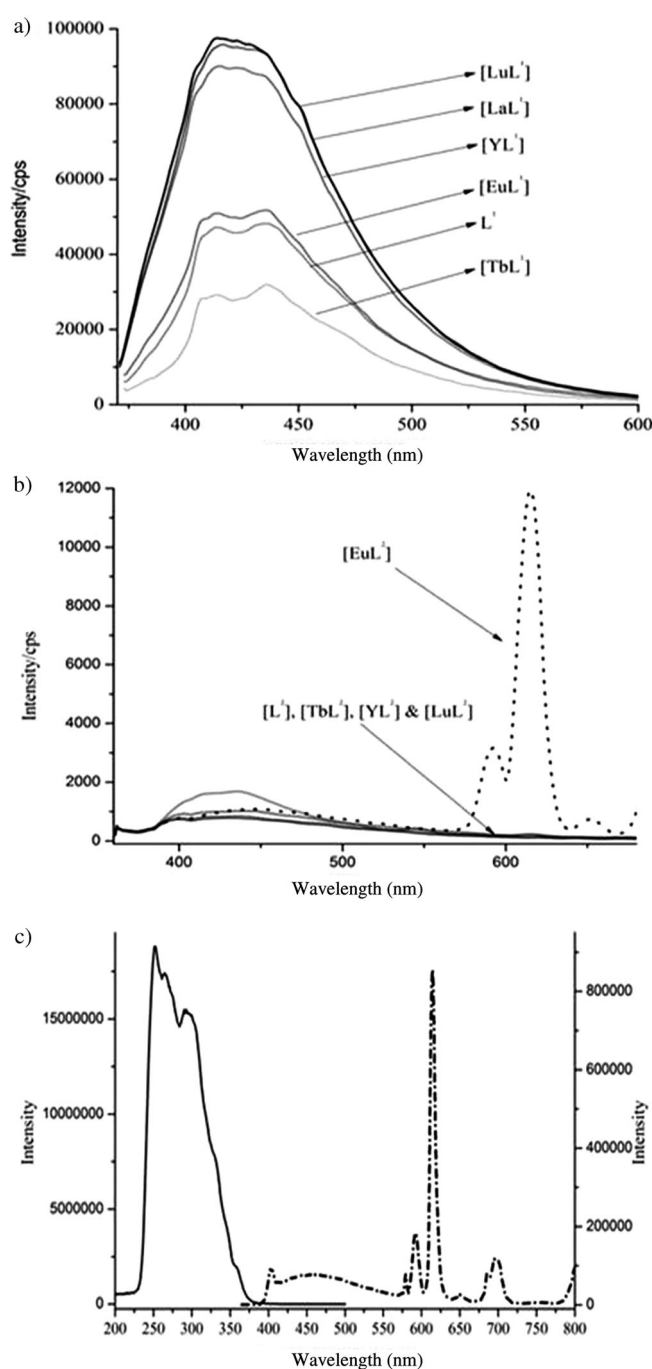 a)
100000
80000
60000
40000
20000
0
Intensity/cps
[LuL¹]
[LaL¹]
[YL¹]
[EuL¹]
L¹
[TbL¹]
400
450
500
550
600
Wavelength (nm)
b)
12000
10000
8000
6000
4000
2000
0
Intensity/cps
[EuL²]
[L²], [TbL²], [YL²] & [LuL²]
400
500
600
Wavelength (nm)
c)
15000000
10000000
5000000
0
Intensity
800000
600000
400000
200000
0
Intensity
200 250 300 350 400 450 500 550 600 650 700 750 800
Wavelength (nm)